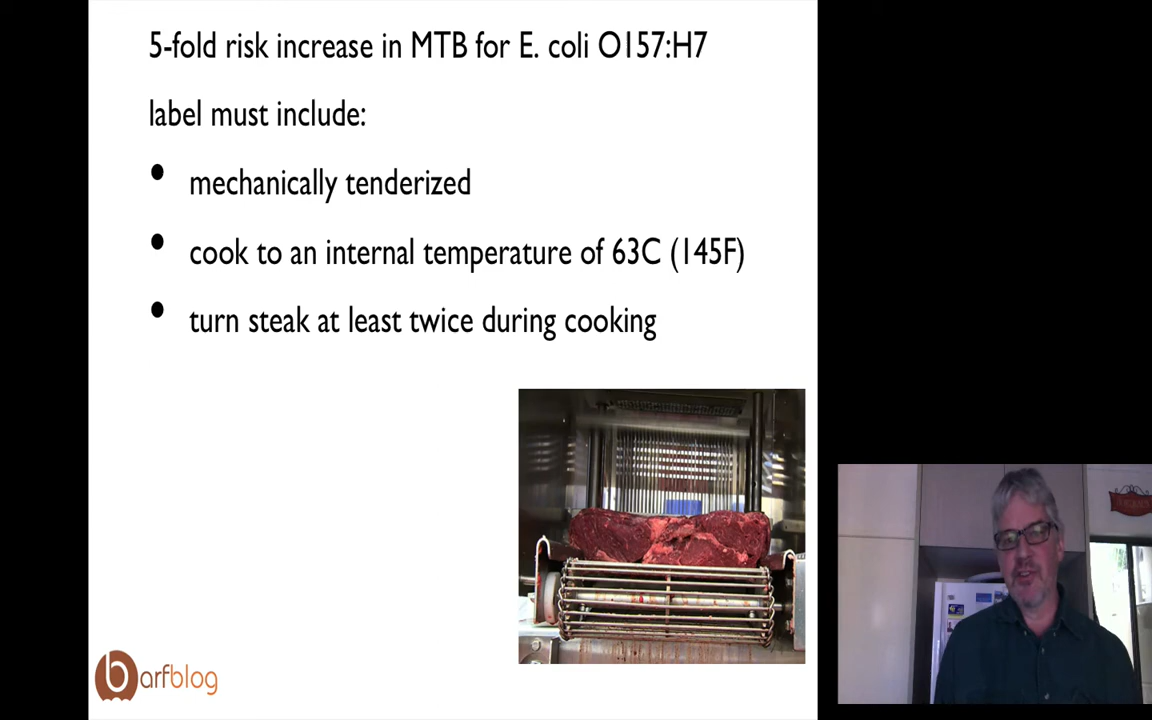 5-fold risk increase in MTB for E. coli O157:H7
label must include:
• mechanically tenderized
• cook to an internal temperature of 63C (145F)
• turn steak at least twice during cooking
barfblog